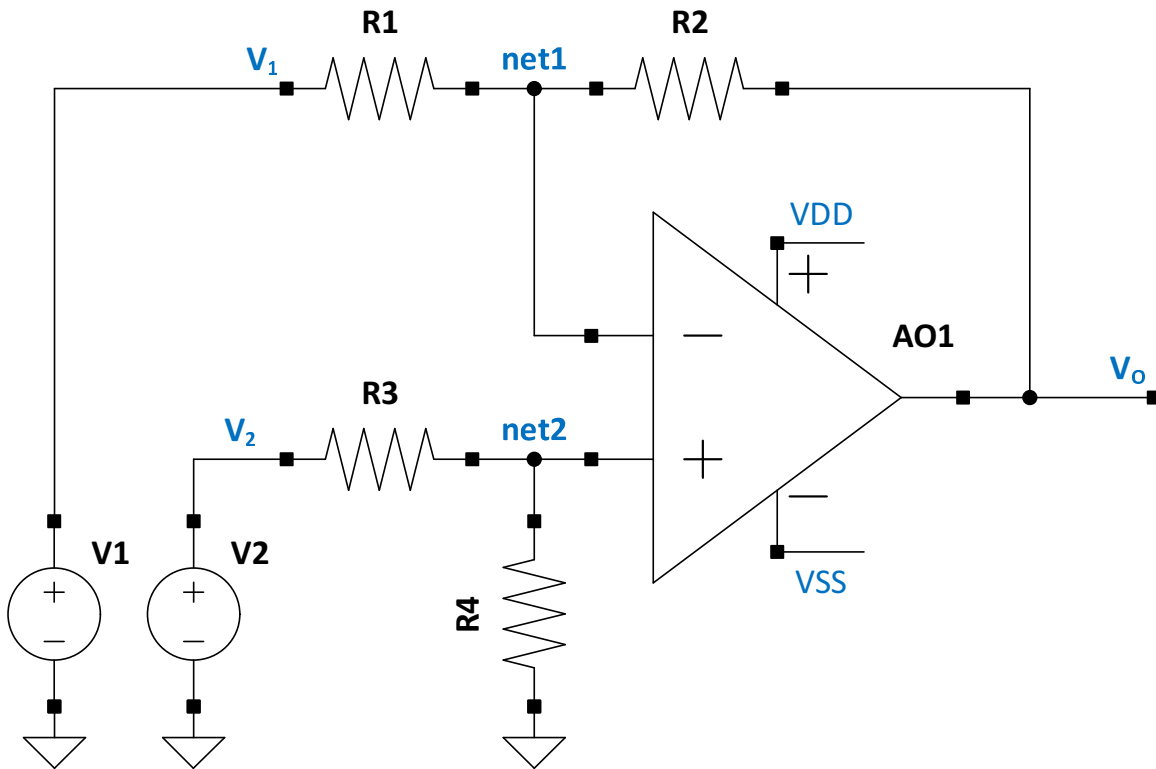 R1
R2
V₁
net1
VDD
+
−
AO1
Vₒ
R3
V₂
net2
+
−
VSS
V1
V2
+
−
+
−
R4